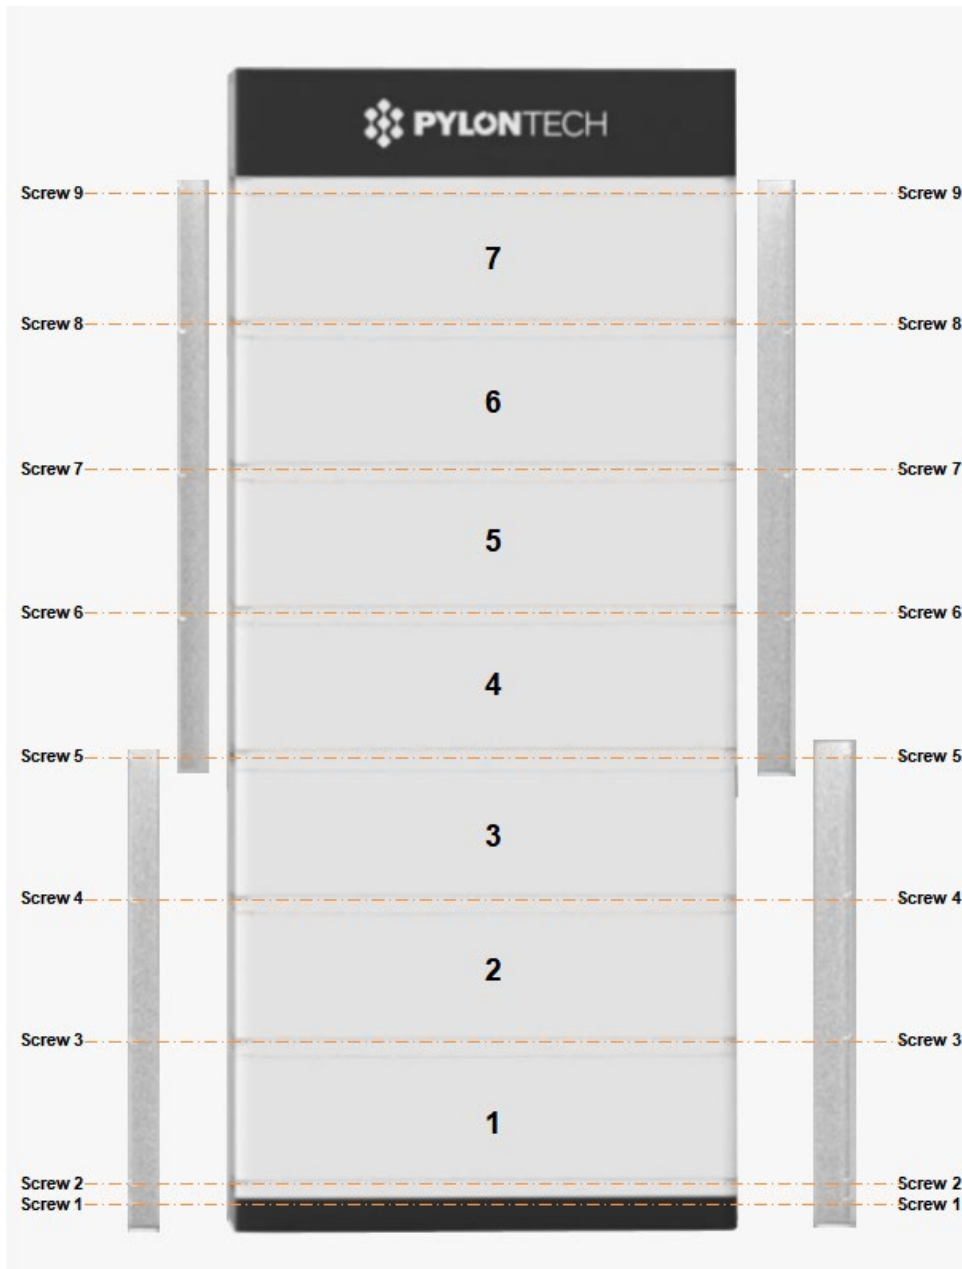 PYLONTECH
Screw 9 Screw 9
7
Screw 8 Screw 8
6
Screw 7 Screw 7
5
Screw 6 Screw 6
4
Screw 5 Screw 5
3
Screw 4 Screw 4
2
Screw 3 Screw 3
1
Screw 2 Screw 2
Screw 1 Screw 1